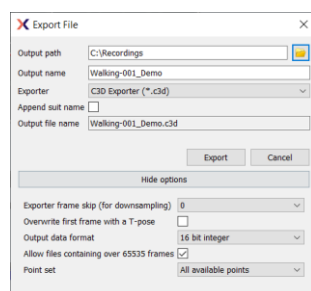 Export File
Output path C:\Recordings
Output name Walking-001_Demo
Exporter C3D Exporter (*.c3d)
Append suit name
Output file name Walking-001_Demo.c3d
Export Cancel
Hide options
Exporter frame skip (for downsampling) 0
Overwrite first frame with a T-pose
Output data format 16 bit integer
Allow files containing over 65535 frames
Point set All available points